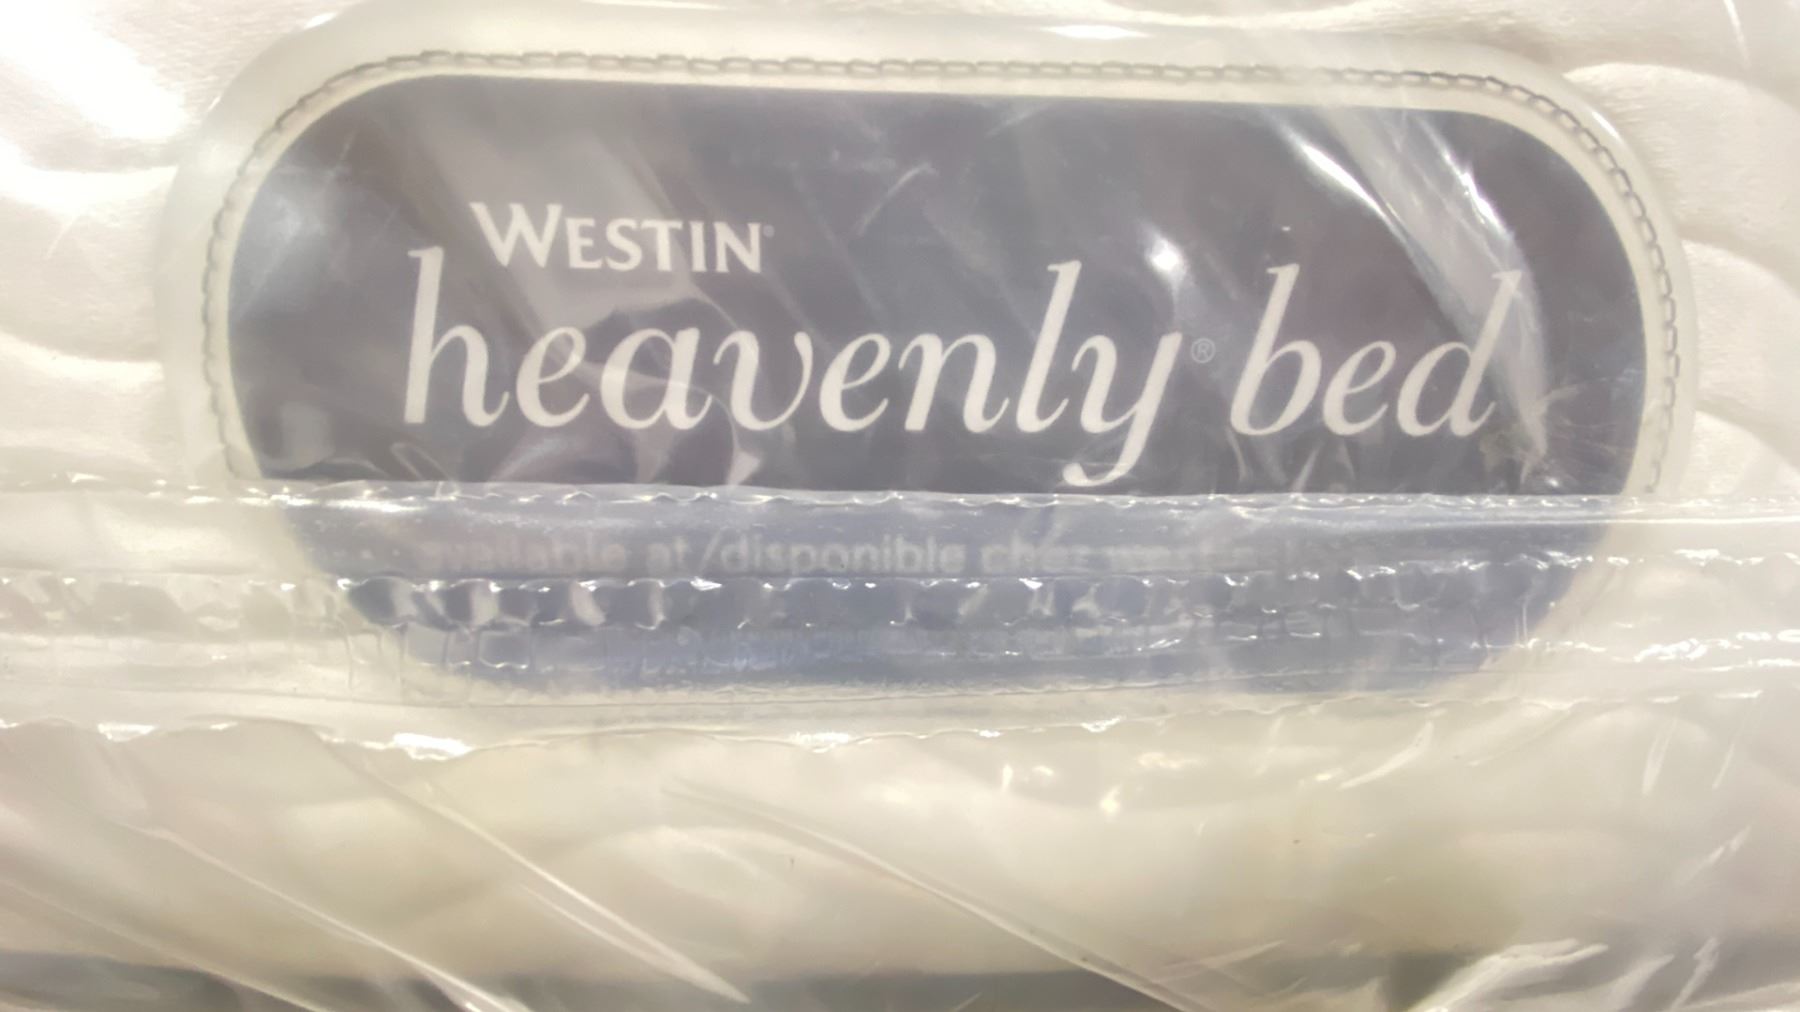 WESTIN®
heavenly® bed
available at/disponible chez